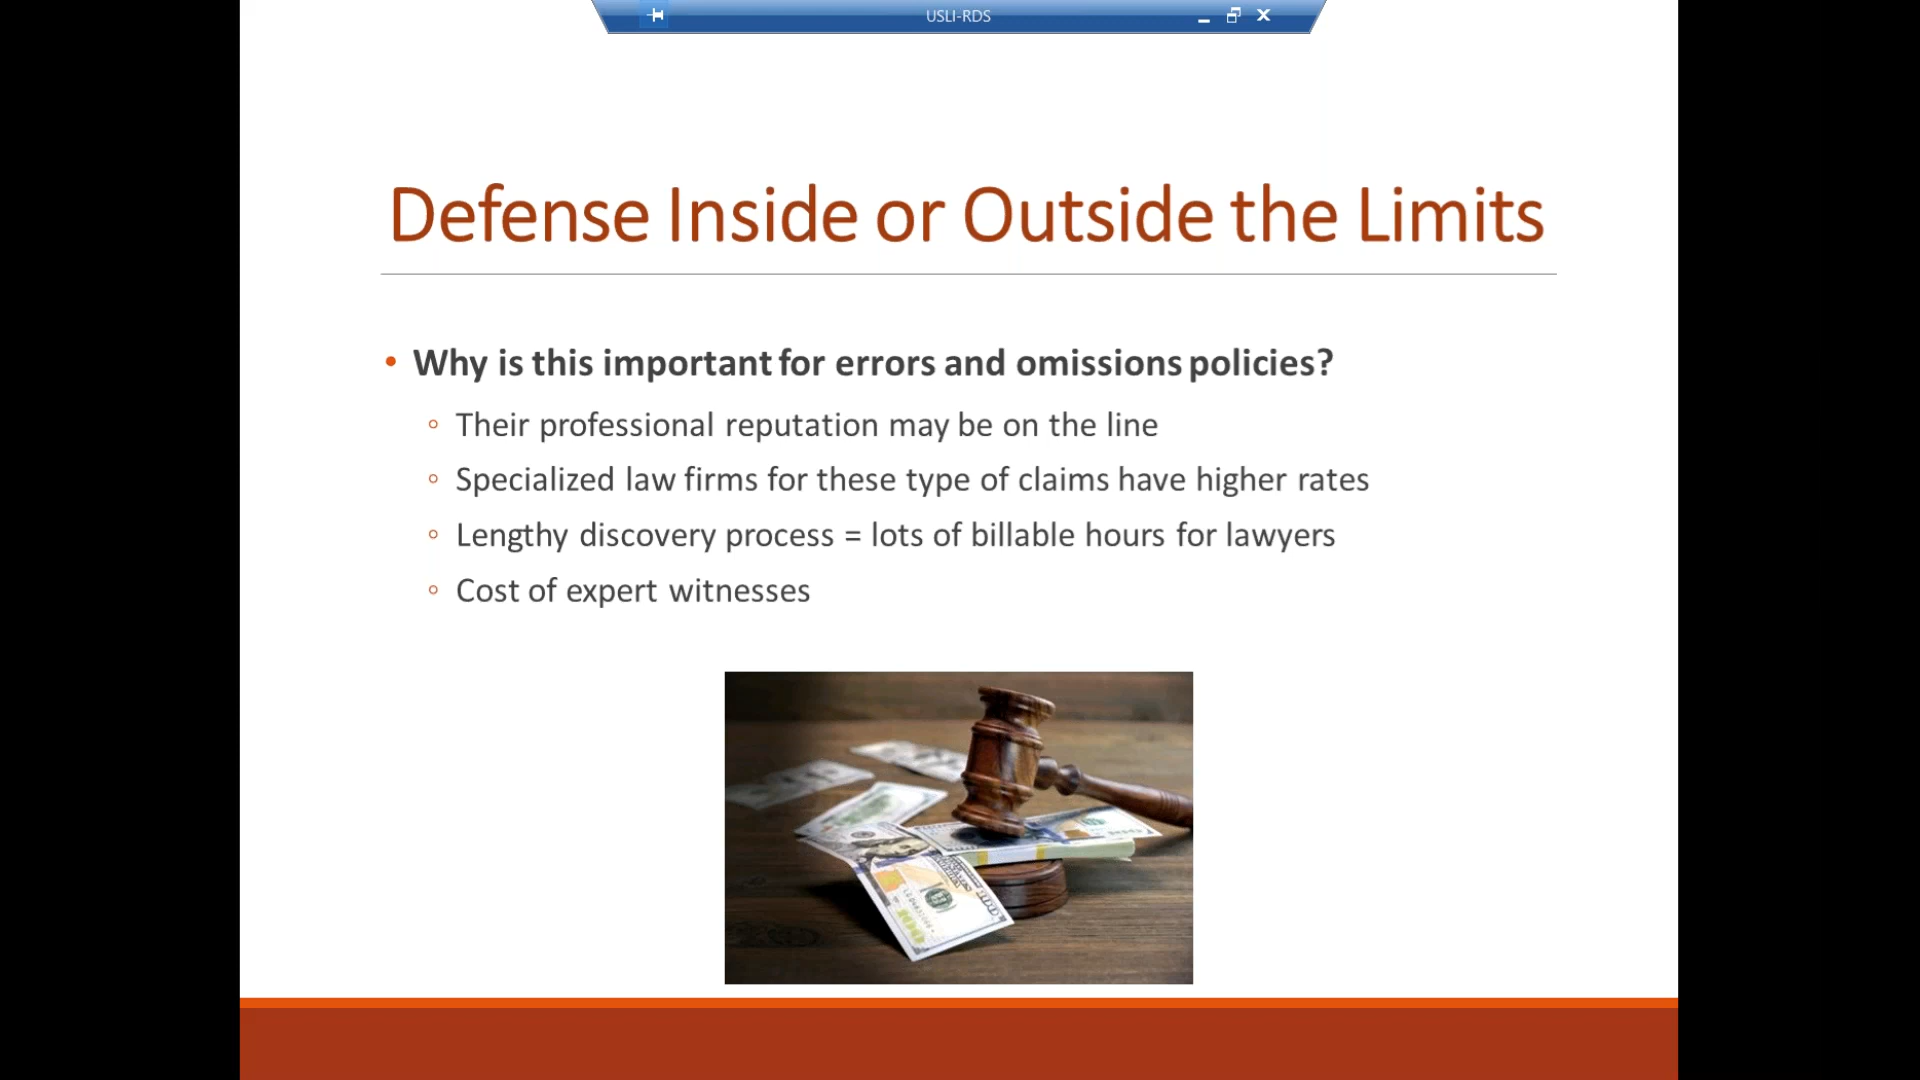 USLI-RDS
Defense Inside or Outside the Limits
• Why is this important for errors and omissions policies?
◦ Their professional reputation may be on the line
◦ Specialized law firms for these type of claims have higher rates
◦ Lengthy discovery process = lots of billable hours for lawyers
◦ Cost of expert witnesses